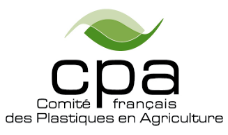 cpa
Comité français
des Plastiques en Agriculture